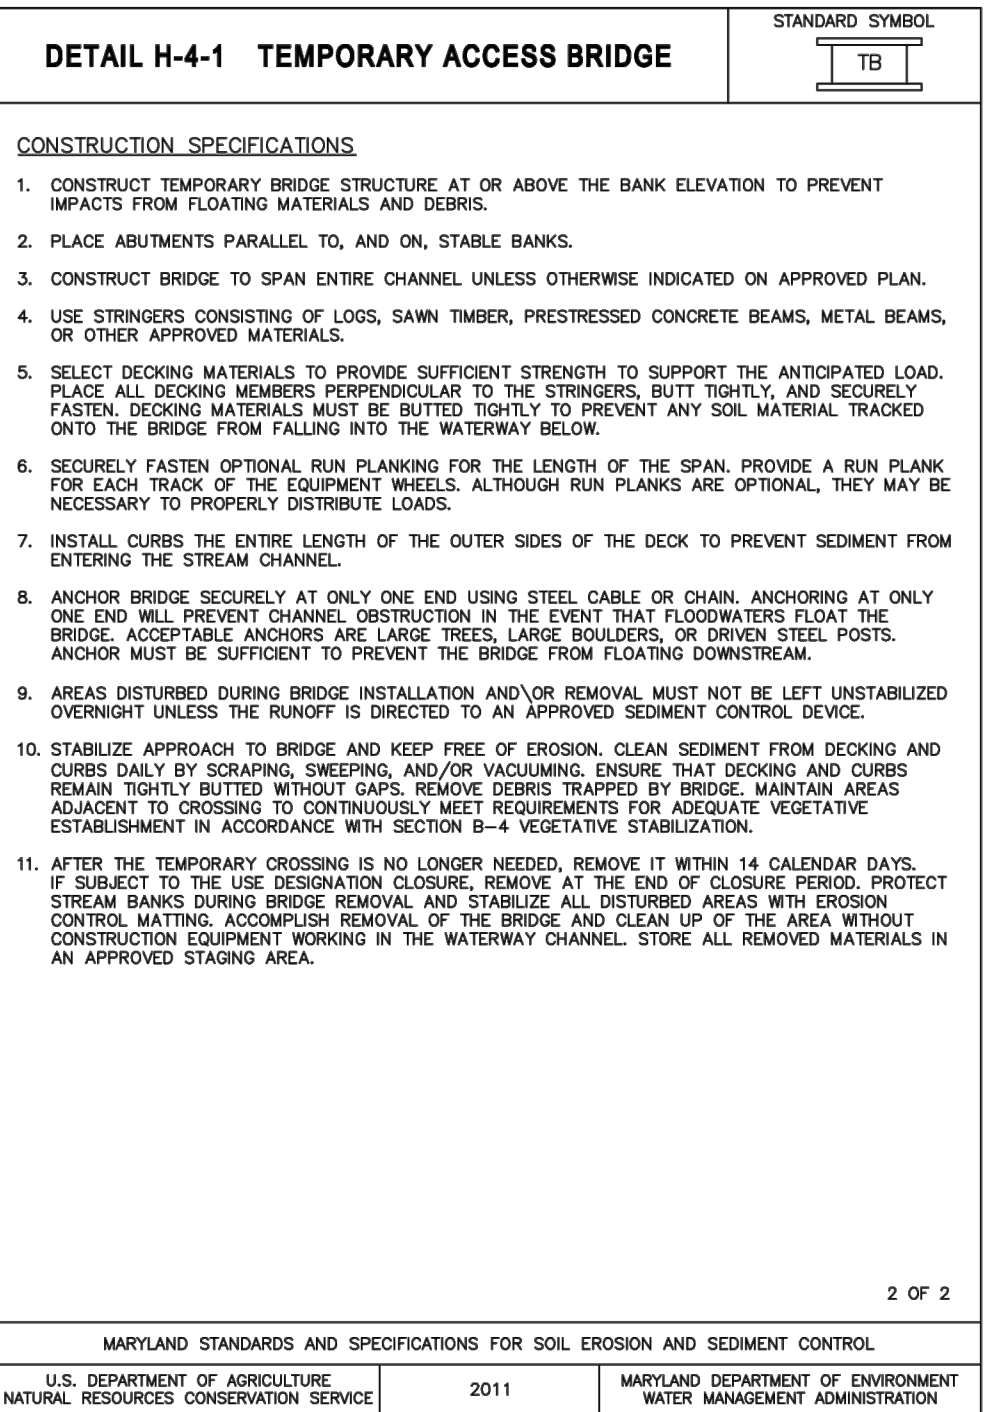 DETAIL H-4-1 TEMPORARY ACCESS BRIDGE
STANDARD SYMBOL
TB
CONSTRUCTION SPECIFICATIONS
1. CONSTRUCT TEMPORARY BRIDGE STRUCTURE AT OR ABOVE THE BANK ELEVATION TO PREVENT
IMPACTS FROM FLOATING MATERIALS AND DEBRIS.
2. PLACE ABUTMENTS PARALLEL TO, AND ON, STABLE BANKS.
3. CONSTRUCT BRIDGE TO SPAN ENTIRE CHANNEL UNLESS OTHERWISE INDICATED ON APPROVED PLAN.
4. USE STRINGERS CONSISTING OF LOGS, SAWN TIMBER, PRESTRESSED CONCRETE BEAMS, METAL BEAMS,
OR OTHER APPROVED MATERIALS.
5. SELECT DECKING MATERIALS TO PROVIDE SUFFICIENT STRENGTH TO SUPPORT THE ANTICIPATED LOAD.
PLACE ALL DECKING MEMBERS PERPENDICULAR TO THE STRINGERS, BUTT TIGHTLY, AND SECURELY
FASTEN. DECKING MATERIALS MUST BE BUTTED TIGHTLY TO PREVENT ANY SOIL MATERIAL TRACKED
ONTO THE BRIDGE FROM FALLING INTO THE WATERWAY BELOW.
6. SECURELY FASTEN OPTIONAL RUN PLANKING FOR THE LENGTH OF THE SPAN. PROVIDE A RUN PLANK
FOR EACH TRACK OF THE EQUIPMENT WHEELS. ALTHOUGH RUN PLANKS ARE OPTIONAL, THEY MAY BE
NECESSARY TO PROPERLY DISTRIBUTE LOADS.
7. INSTALL CURBS THE ENTIRE LENGTH OF THE OUTER SIDES OF THE DECK TO PREVENT SEDIMENT FROM
ENTERING THE STREAM CHANNEL.
8. ANCHOR BRIDGE SECURELY AT ONLY ONE END USING STEEL CABLE OR CHAIN. ANCHORING AT ONLY
ONE END WILL PREVENT CHANNEL OBSTRUCTION IN THE EVENT THAT FLOODWATERS FLOAT THE
BRIDGE. ACCEPTABLE ANCHORS ARE LARGE TREES, LARGE BOULDERS, OR DRIVEN STEEL POSTS.
ANCHOR MUST BE SUFFICIENT TO PREVENT THE BRIDGE FROM FLOATING DOWNSTREAM.
9. AREAS DISTURBED DURING BRIDGE INSTALLATION AND\OR REMOVAL MUST NOT BE LEFT UNSTABILIZED
OVERNIGHT UNLESS THE RUNOFF IS DIRECTED TO AN APPROVED SEDIMENT CONTROL DEVICE.
10. STABILIZE APPROACH TO BRIDGE AND KEEP FREE OF EROSION. CLEAN SEDIMENT FROM DECKING AND
CURBS DAILY BY SCRAPING, SWEEPING, AND/OR VACUUMING. ENSURE THAT DECKING AND CURBS
REMAIN TIGHTLY BUTTED WITHOUT GAPS. REMOVE DEBRIS TRAPPED BY BRIDGE. MAINTAIN AREAS
ADJACENT TO CROSSING TO CONTINUOUSLY MEET REQUIREMENTS FOR ADEQUATE VEGETATIVE
ESTABLISHMENT IN ACCORDANCE WITH SECTION B-4 VEGETATIVE STABILIZATION.
11. AFTER THE TEMPORARY CROSSING IS NO LONGER NEEDED, REMOVE IT WITHIN 14 CALENDAR DAYS.
IF SUBJECT TO THE USE DESIGNATION CLOSURE, REMOVE AT THE END OF CLOSURE PERIOD. PROTECT
STREAM BANKS DURING BRIDGE REMOVAL AND STABILIZE ALL DISTURBED AREAS WITH EROSION
CONTROL MATTING. ACCOMPLISH REMOVAL OF THE BRIDGE AND CLEAN UP OF THE AREA WITHOUT
CONSTRUCTION EQUIPMENT WORKING IN THE WATERWAY CHANNEL. STORE ALL REMOVED MATERIALS IN
AN APPROVED STAGING AREA.
2 OF 2
MARYLAND STANDARDS AND SPECIFICATIONS FOR SOIL EROSION AND SEDIMENT CONTROL
U.S. DEPARTMENT OF AGRICULTURE
NATURAL RESOURCES CONSERVATION SERVICE
2011
MARYLAND DEPARTMENT OF ENVIRONMENT
WATER MANAGEMENT ADMINISTRATION